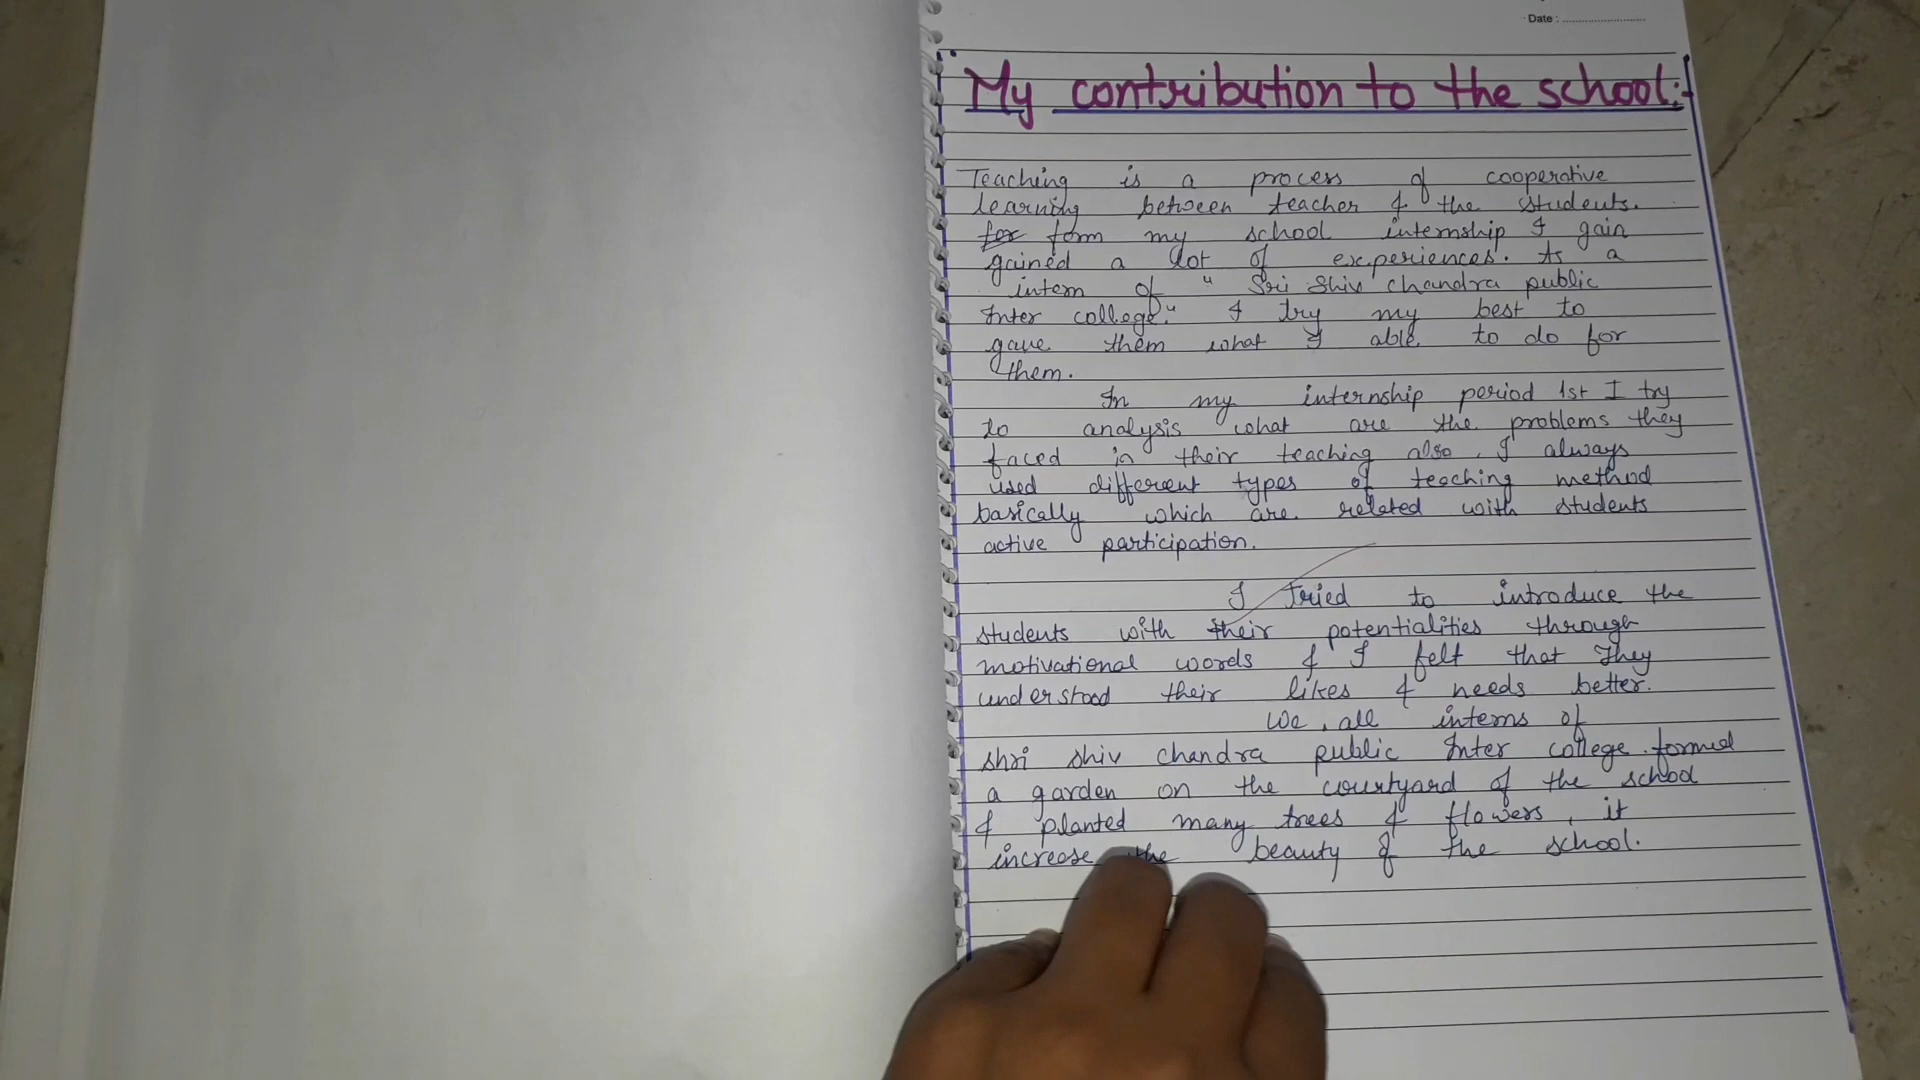 Date : ............................
My contribution to the school:-
Teaching is a process of cooperative
learning between teacher & the students.
for form my school internship I gain
gained a lot of experiences. As a
intern of " Sri Shiv Chandra public
Inter college." I try my best to
gave them what I able to do for
them.
In my internship period 1st I try
to analysis what are the problems they
faced in their teaching also, I always
used different types of teaching method
basically which are related with students
active participation.
I tried to introduce the
students with their potentialities through
motivational words & I felt that they
understood their likes & needs better.
We, all interns of
shri shiv chandra public Inter college formed
a garden on the courtyard of the school
& planted many trees & flowers, it
increase the beauty of the school.